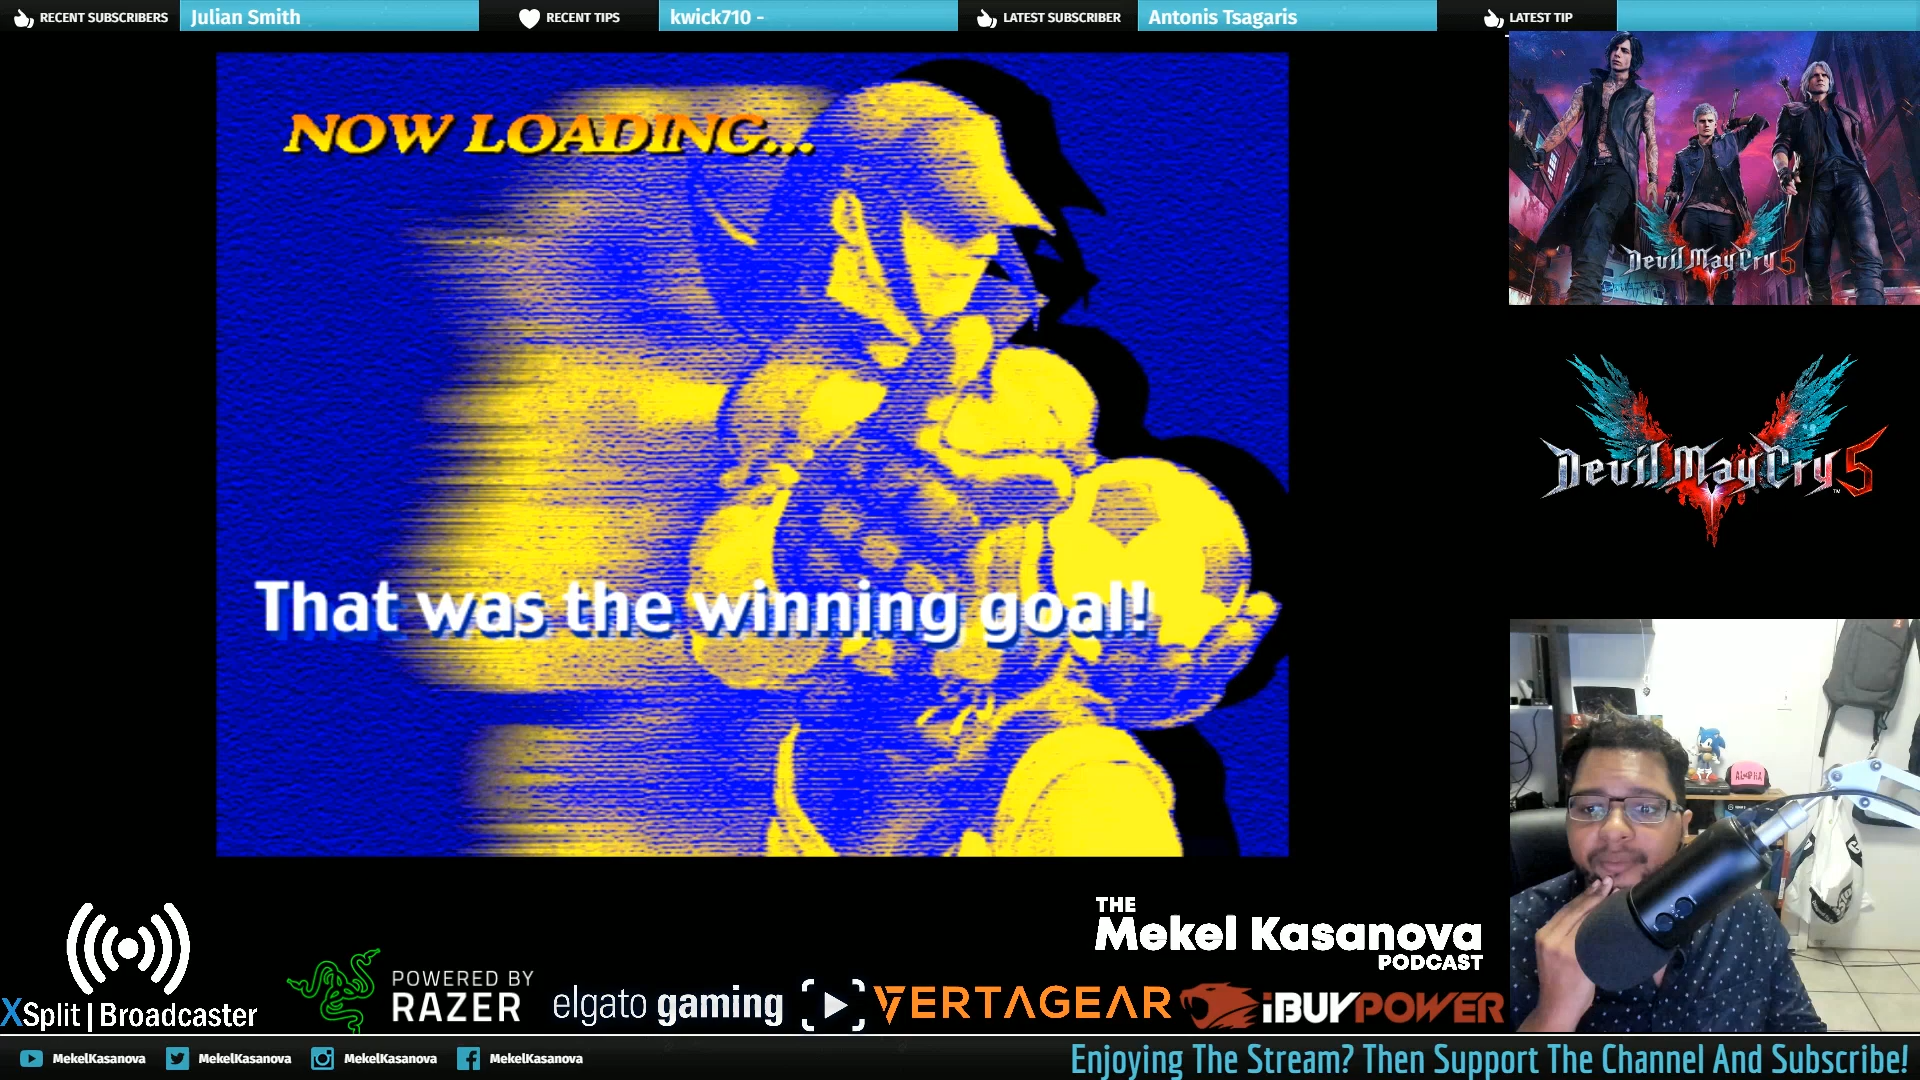 RECENT SUBSCRIBERS
Julian Smith
RECENT TIPS
kwick710 -
LATEST SUBSCRIBER
Antonis Tsagaris
LATEST TIP
NOW LOADING...
That was the winning goal!
Devil May Cry 5
Devil May Cry 5
ALOHA
THE
Mekel Kasanova
PODCAST
XSplit | Broadcaster
POWERED BY
RAZER
elgato gaming
VERTAGEAR
iBUYPOWER
MekelKasanova
MekelKasanova
MekelKasanova
MekelKasanova
Enjoying The Stream? Then Support The Channel And Subscribe!